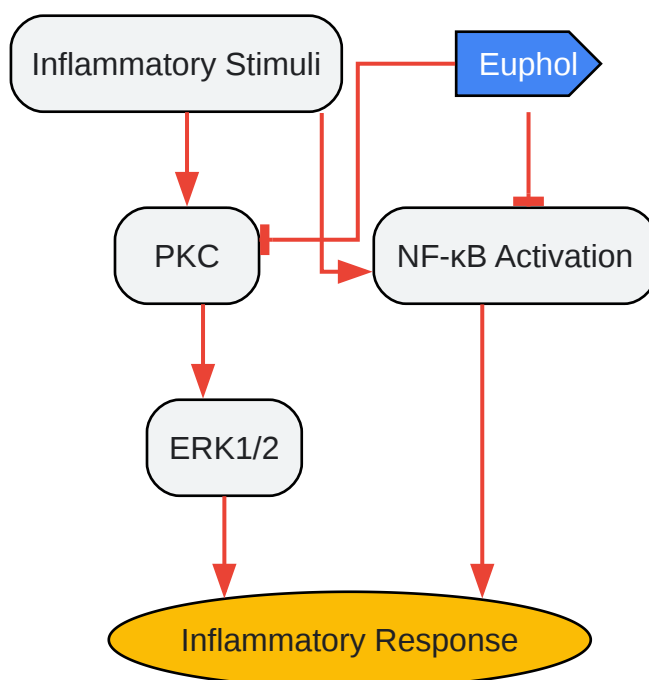 Inflammatory Stimuli
Euphol
PKC
NF-κB Activation
ERK1/2
Inflammatory Response